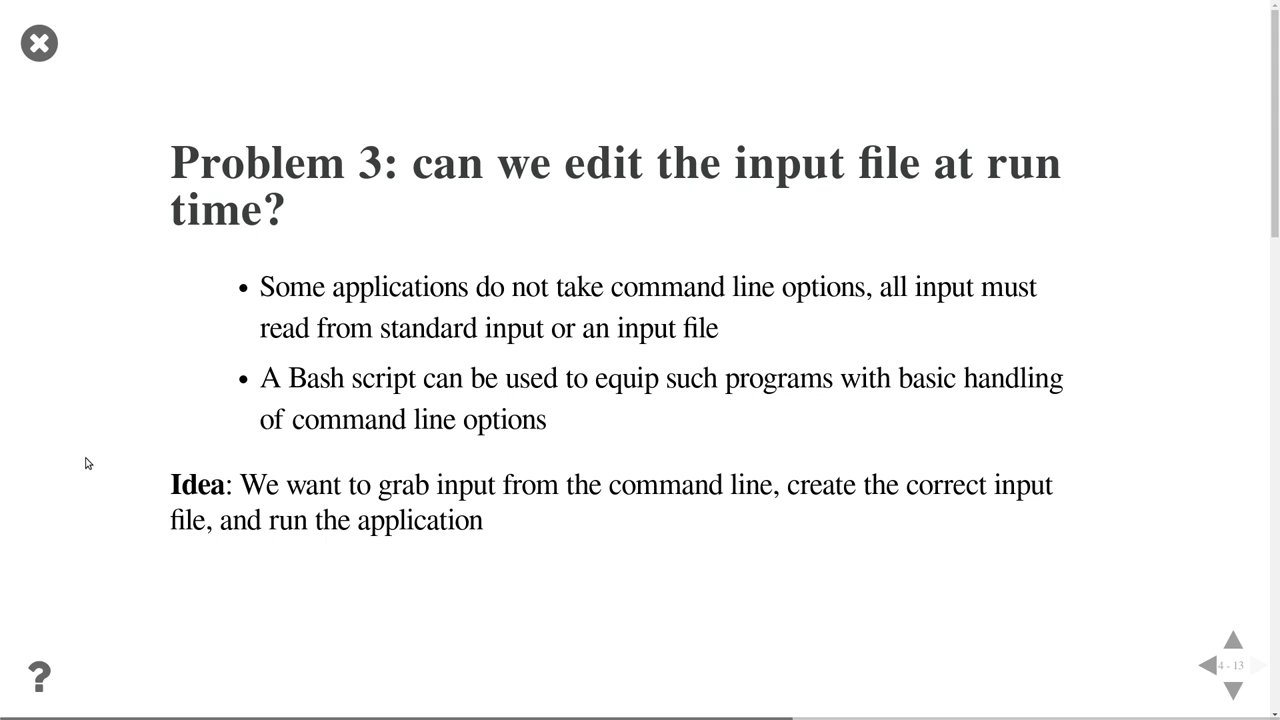 Problem 3: can we edit the input file at run
time?
• Some applications do not take command line options, all input must
read from standard input or an input file
• A Bash script can be used to equip such programs with basic handling
of command line options
Idea: We want to grab input from the command line, create the correct input
file, and run the application
?
4 - 13